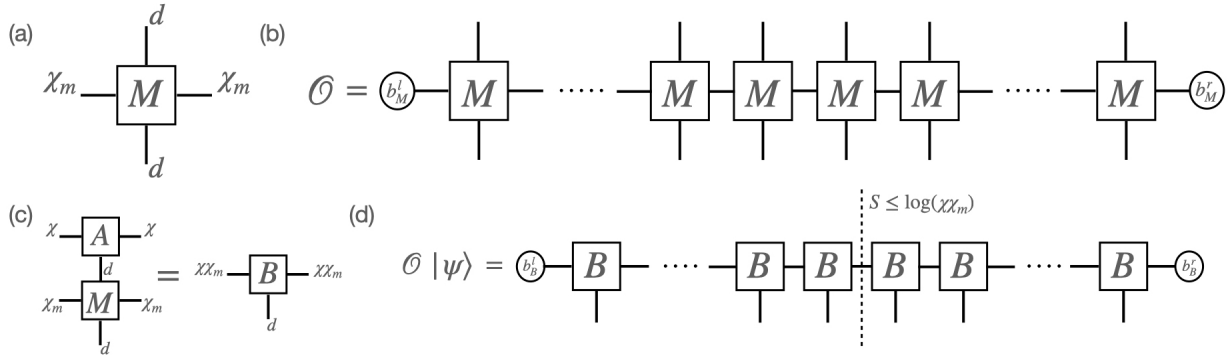 (a)
d
χ_m M χ_m
d
(b)
𝒪 = b_M^l M ..... M M M M ..... M b_M^r
(c)
χ A χ
d
χ_m M χ_m
d
= χχ_m B χχ_m
d
(d)
S ≤ log(χχ_m)
𝒪 |ψ⟩ = b_B^l B .... B B B B .... B b_B^r